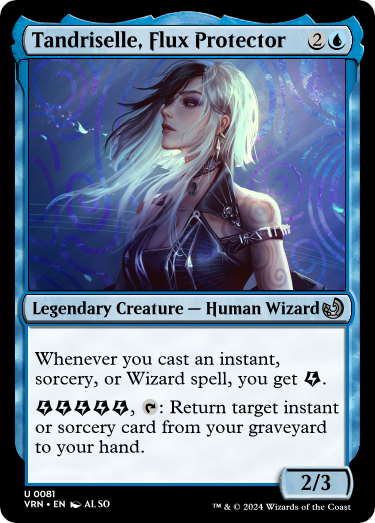 Tandriselle, Flux Protector 2
Legendary Creature — Human Wizard
Whenever you cast an instant,
sorcery, or Wizard spell, you get .
, : Return target instant
or sorcery card from your graveyard
to your hand.
2/3
U 0081
VRN • EN ALSO
™ & © 2024 Wizards of the Coast